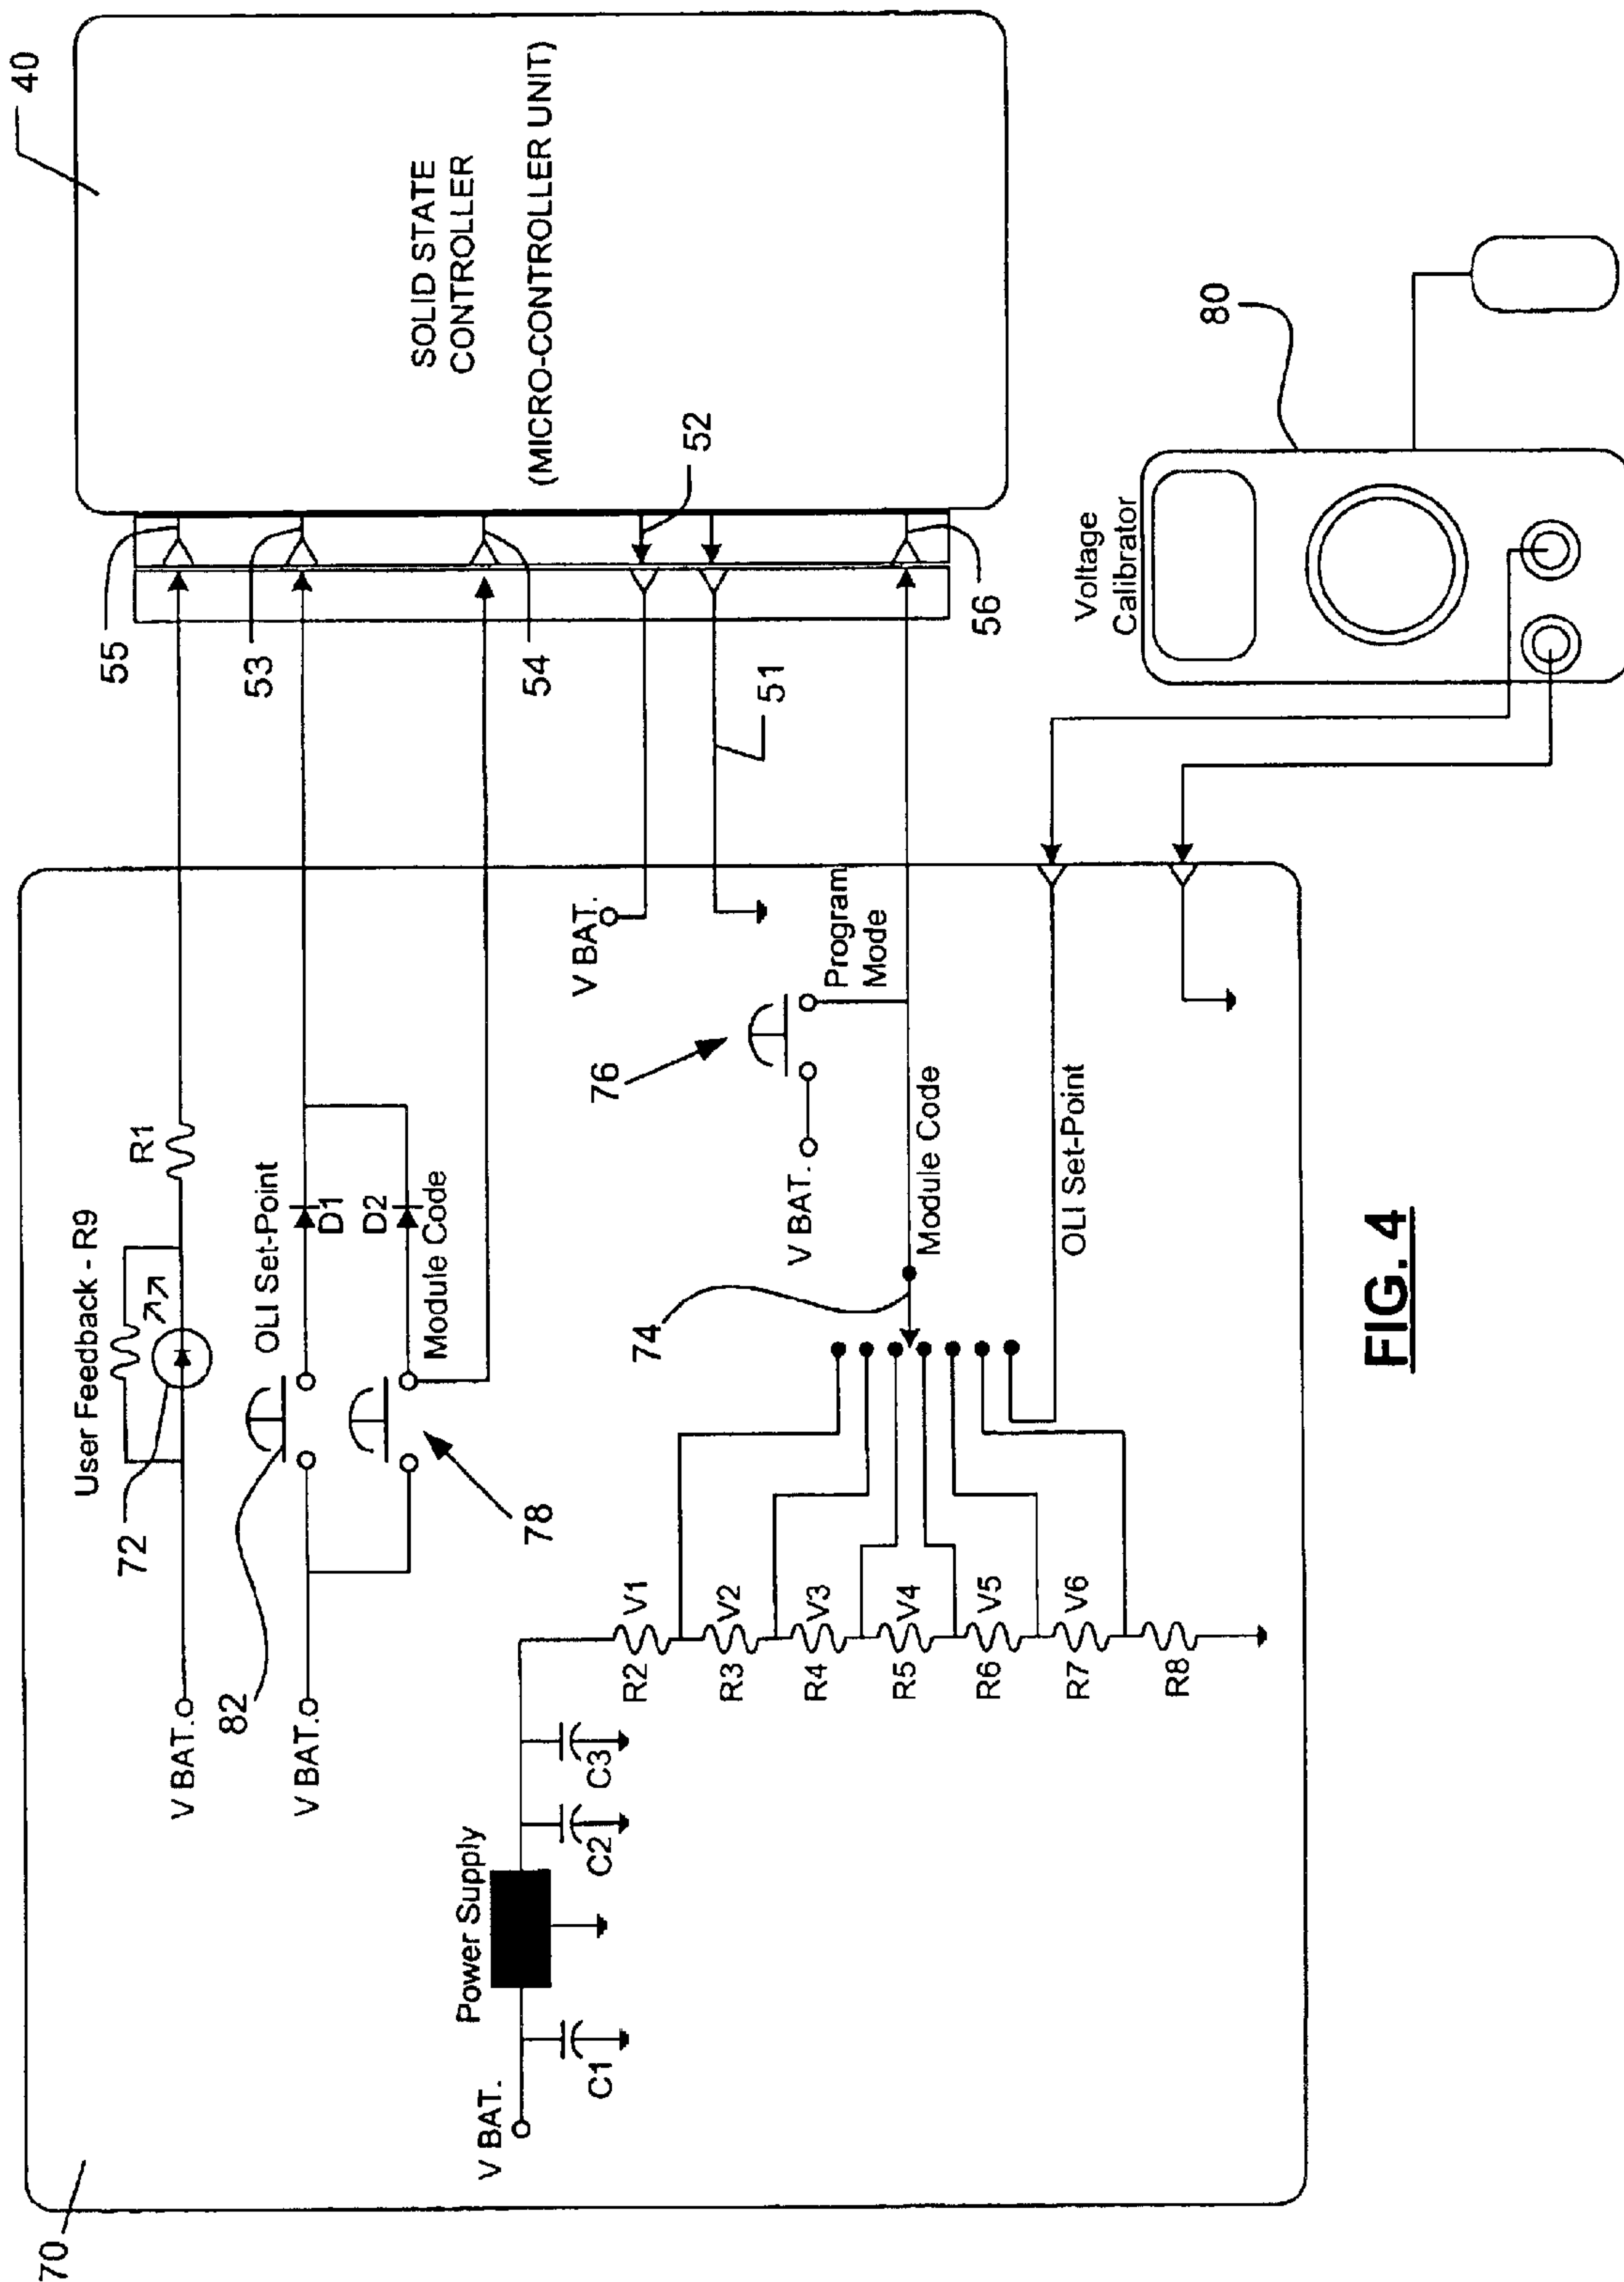 70
40
User Feedback - R9
72
R1
55
V BAT.
OLI Set-Point
82
D1
53
V BAT.
D2
Module Code
78
54
SOLID STATE
CONTROLLER
(MICRO-CONTROLLER UNIT)
52
51
56
V BAT.
Power Supply
V BAT.
C1
C2
C3
R2
V1
R3
V2
R4
V3
R5
V4
R6
V5
R7
V6
R8
74
76
V BAT.
Program
Mode
Module Code
OLI Set-Point
Voltage
Calibrator
80
FIG. 4